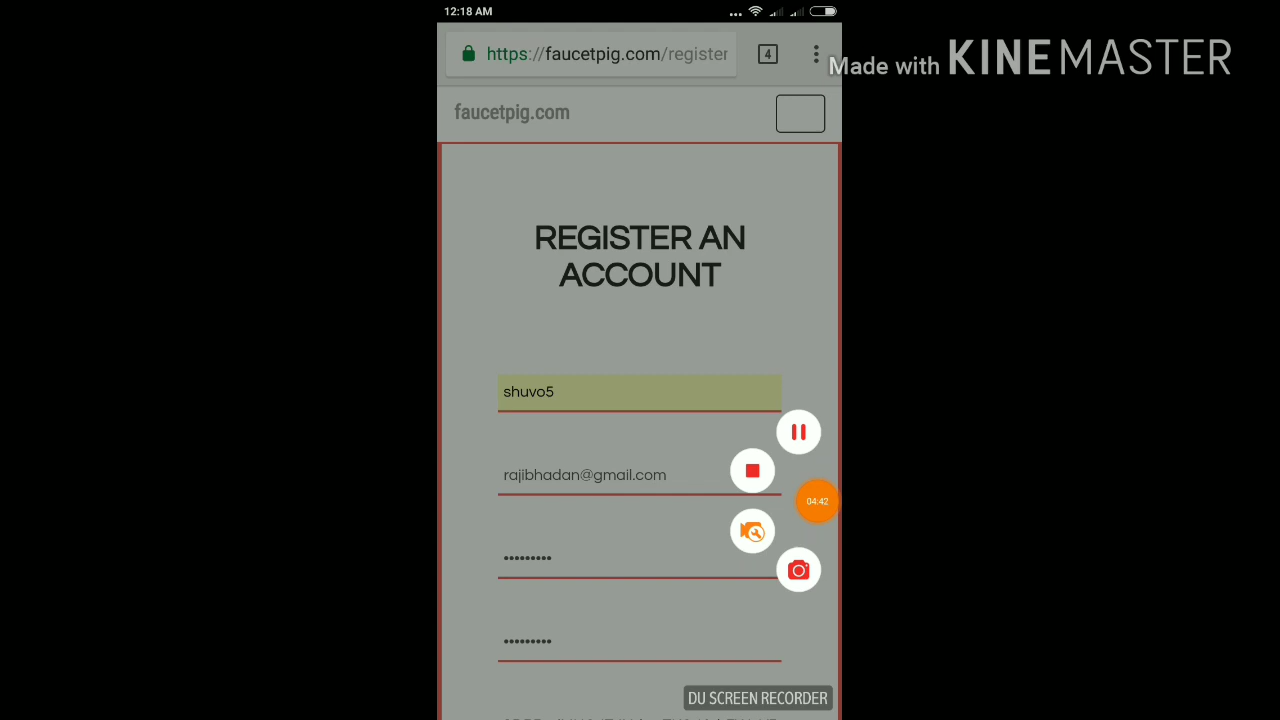 12:18 AM
https://faucetpig.com/register
4
Made with KINEMASTER
faucetpig.com
REGISTER AN
ACCOUNT
shuvo5
rajibhadan@gmail.com
•••••••••
04:42
•••••••••
DU SCREEN RECORDER